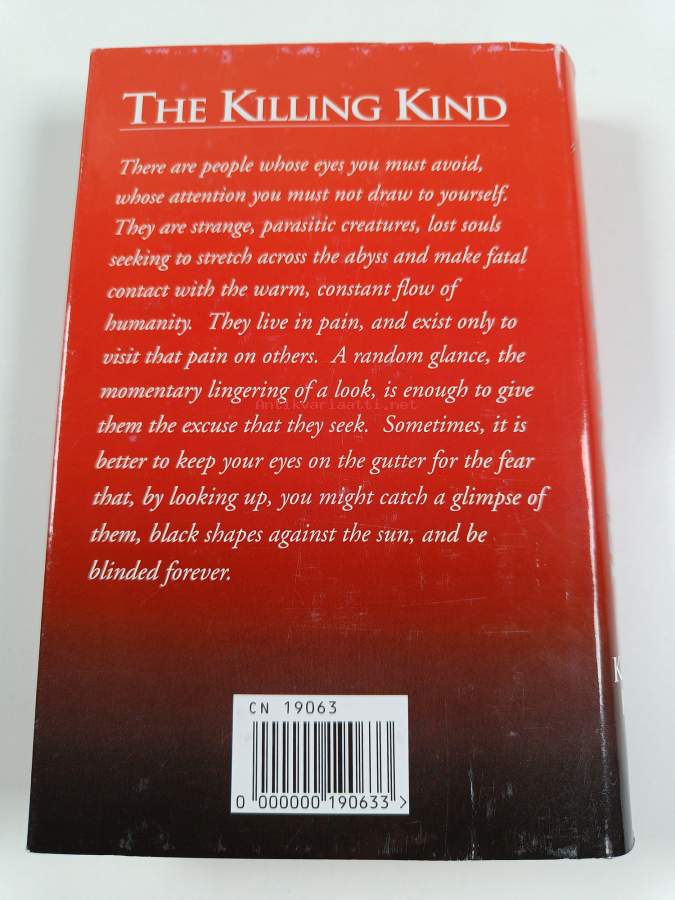 THE KILLING KIND
There are people whose eyes you must avoid,
whose attention you must not draw to yourself.
They are strange, parasitic creatures, lost souls
seeking to stretch across the abyss and make fatal
contact with the warm, constant flow of
humanity. They live in pain, and exist only to
visit that pain on others. A random glance, the
momentary lingering of a look, is enough to give
Antikvariaatti.net
them the excuse that they seek. Sometimes, it is
better to keep your eyes on the gutter for the fear
that, by looking up, you might catch a glimpse of
them, black shapes against the sun, and be
blinded forever.
K
CN 19063
0 000000 190633 >